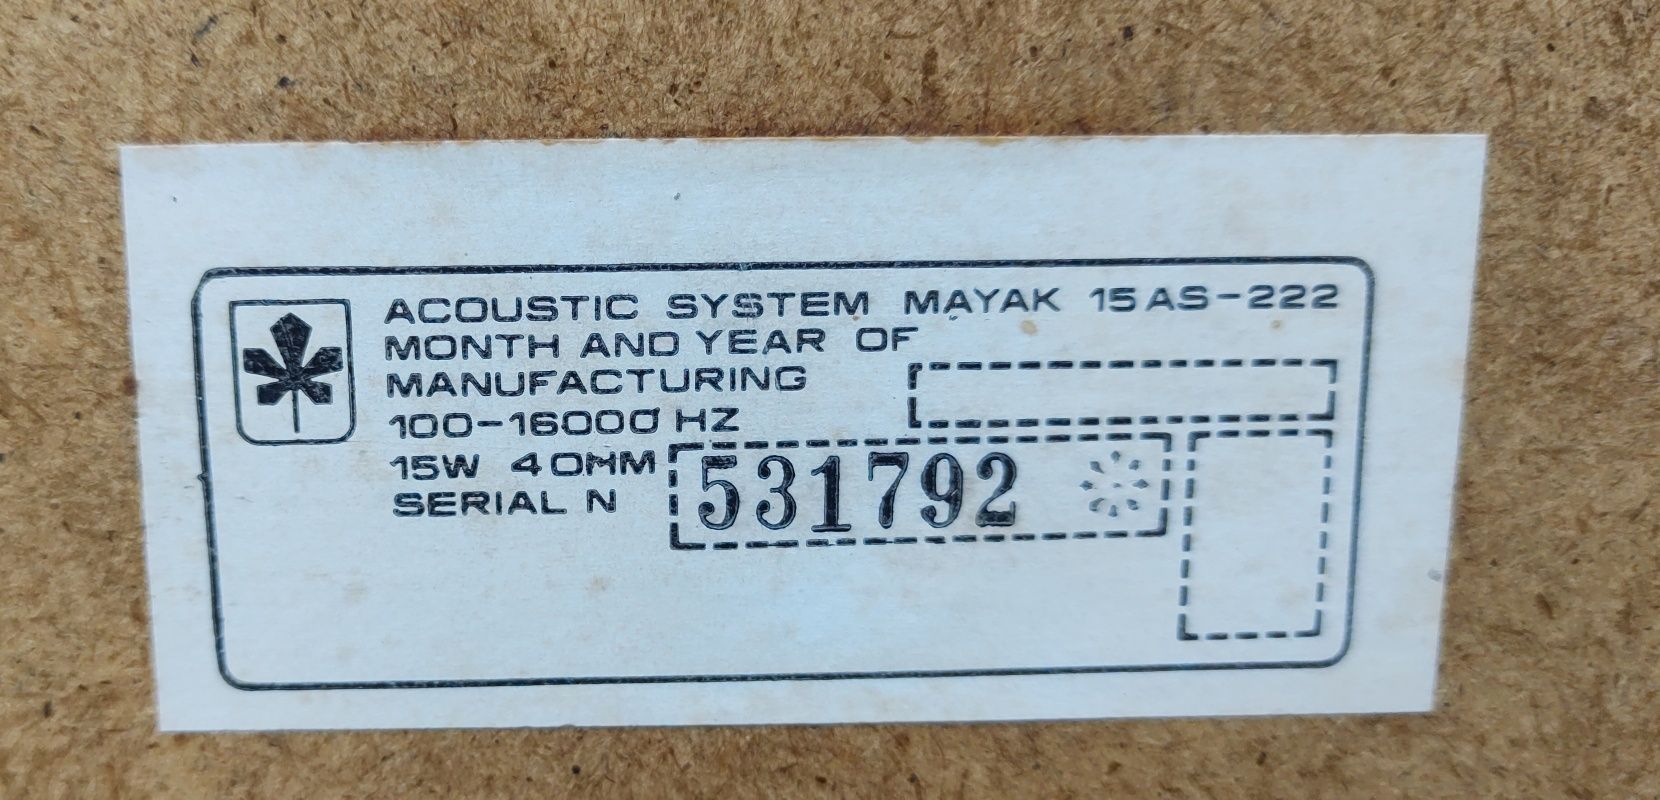 ACOUSTIC SYSTEM MAYAK 15AS-222
MONTH AND YEAR OF
MANUFACTURING
100-16000 HZ
15W 4 OHM
SERIAL N 531792